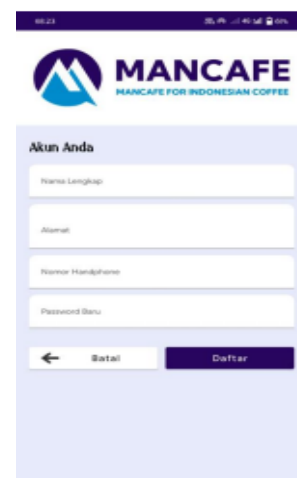 MANCAFE
MANCAFE FOR INDONESIAN COFFEE
Akun Anda
Nama Lengkap
Alamat
Nomor Handphone
Password Baru
Batal
Daftar